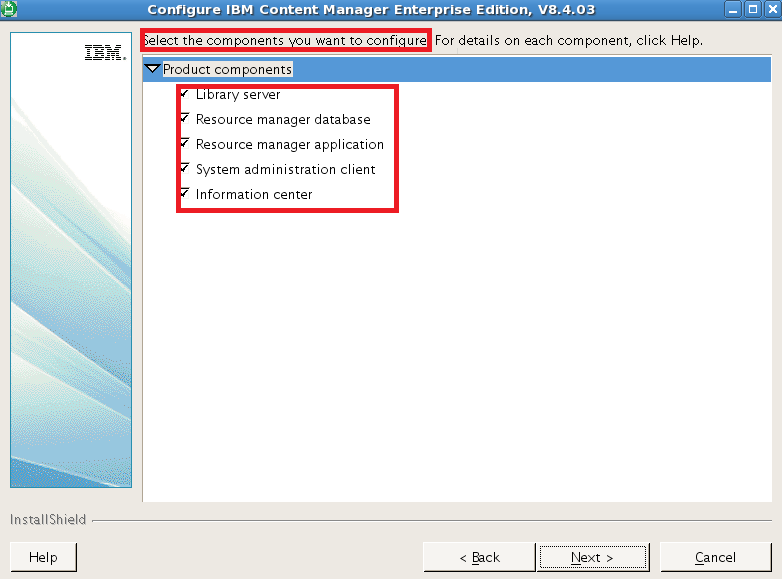 Configure IBM Content Manager Enterprise Edition, V8.4.03
IBM.
Select the components you want to configure. For details on each component, click Help.
Product components
Library server
Resource manager database
Resource manager application
System administration client
Information center
InstallShield
Help < Back Next > Cancel